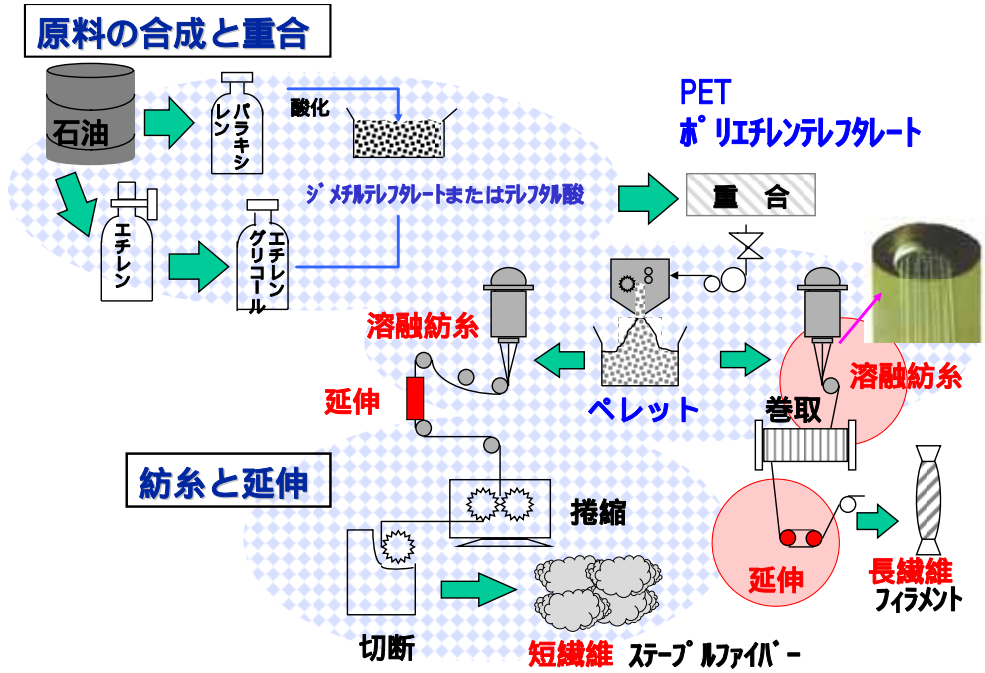 原料の合成と重合
石油
パラキシ
レン
酸化
PET
ポリエチレンテレフタレート
ジメチルテレフタレートまたはテレフタル酸
重　合
エチレン
エチレン
グリコール
溶融紡糸
延伸
ペレット
溶融紡糸
巻取
紡糸と延伸
捲縮
延伸
長繊維
フィラメント
切断
短繊維 ステープルファイバー